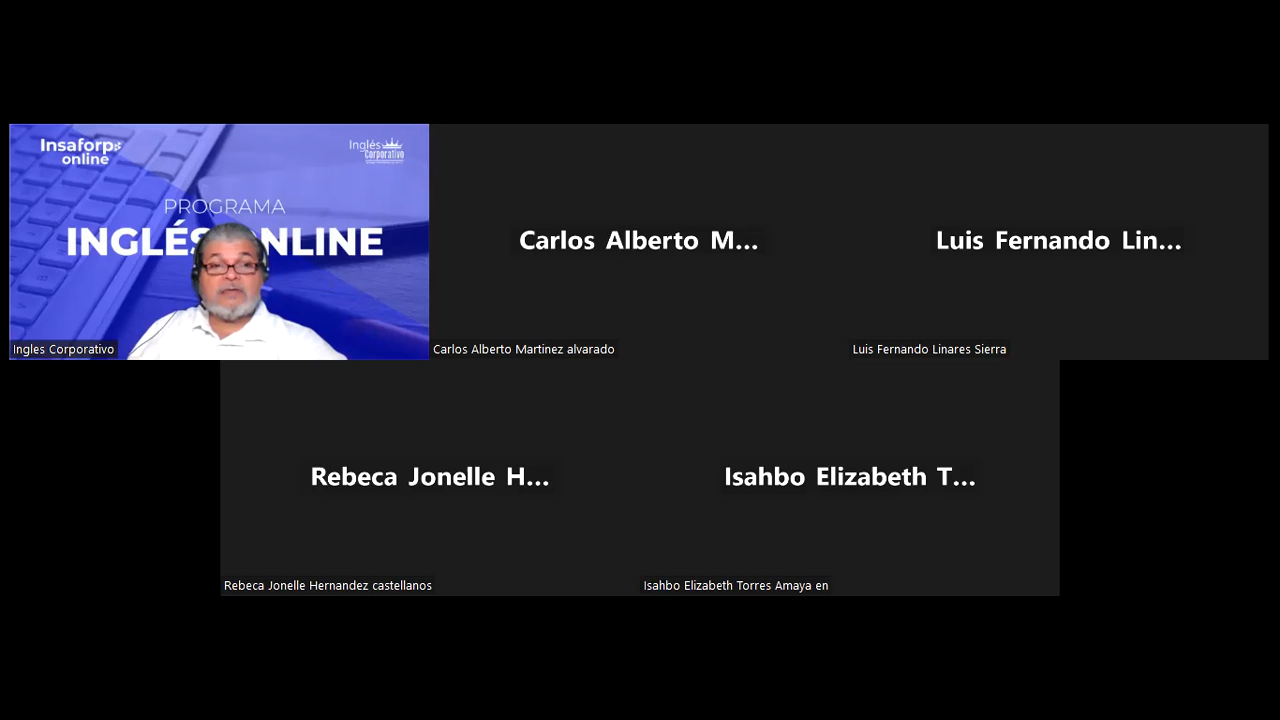 Insaforp
online
Inglés
Corporativo
PROGRAMA
INGLÉS ONLINE
Ingles Corporativo
Carlos Alberto M...
Carlos Alberto Martinez alvarado
Luis Fernando Lin...
Luis Fernando Linares Sierra
Rebeca Jonelle H...
Rebeca Jonelle Hernandez castellanos
Isahbo Elizabeth T...
Isahbo Elizabeth Torres Amaya en